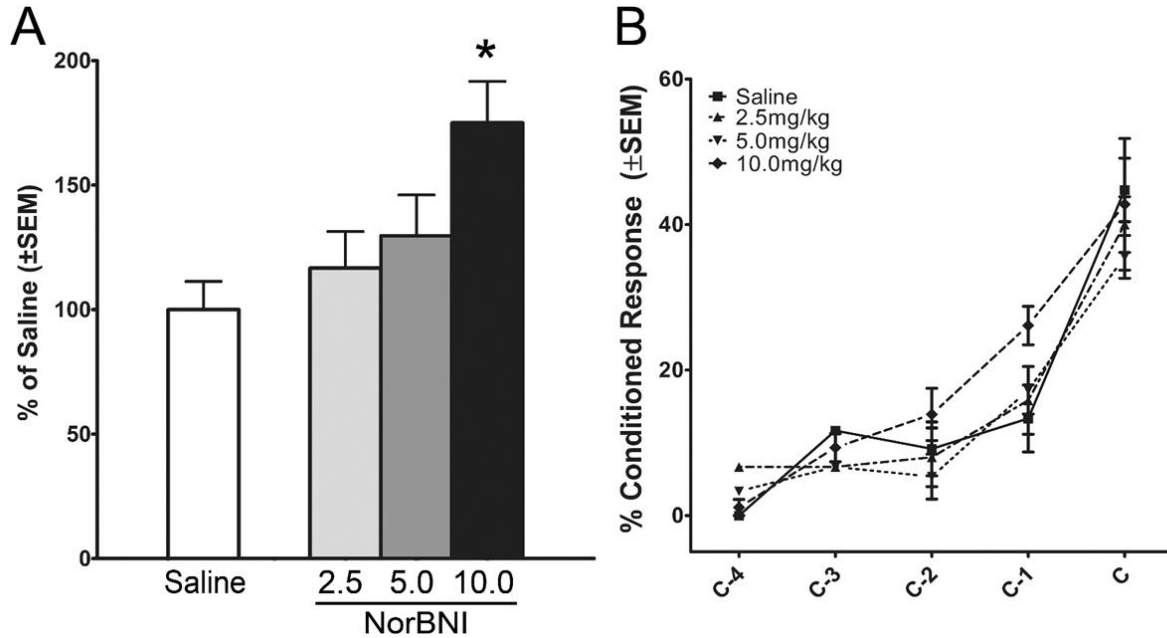 A
% of Saline (±SEM)
200
150
100
50
0
*
Saline
2.5 5.0 10.0
NorBNI
B
% Conditioned Response (±SEM)
60
40
20
0
Saline
2.5mg/kg
5.0mg/kg
10.0mg/kg
C-4 C-3 C-2 C-1 C